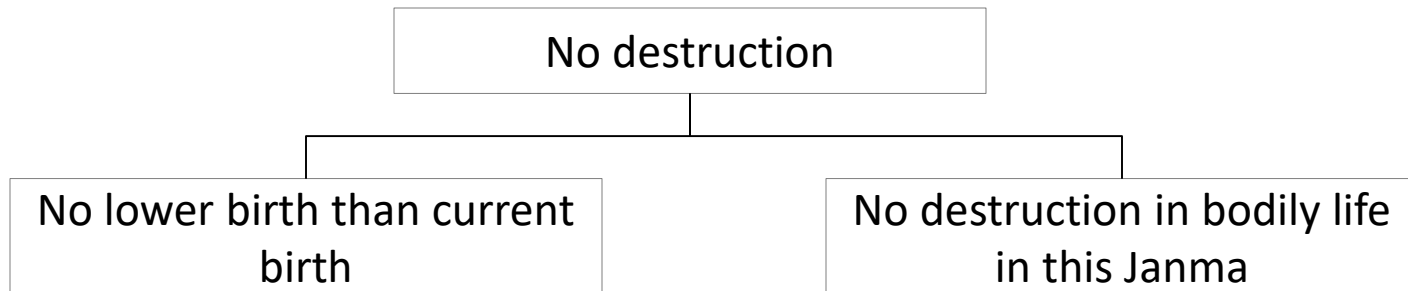 No destruction
No lower birth than current
birth
No destruction in bodily life
in this Janma